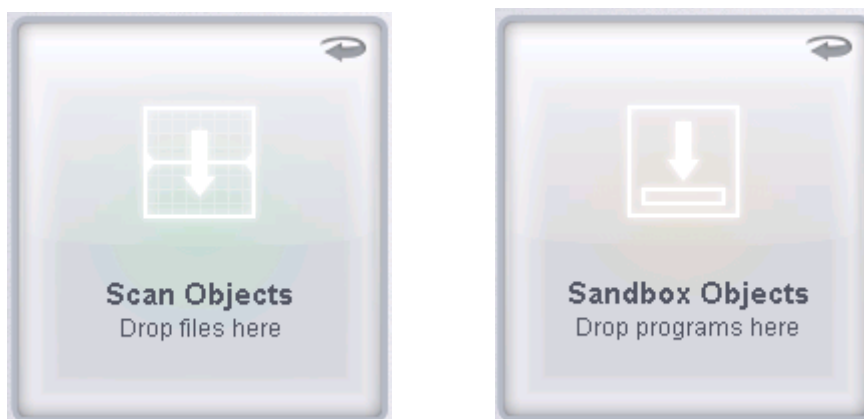 Scan Objects
Drop files here
Sandbox Objects
Drop programs here